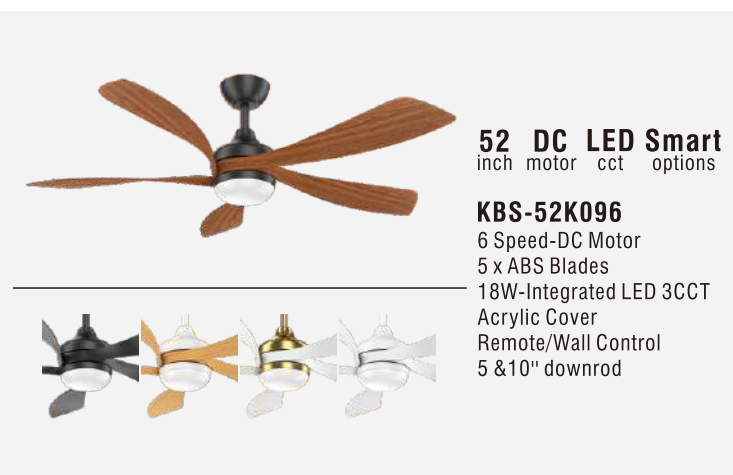 52 DC LED Smart
inch motor cct options
KBS-52K096
6 Speed-DC Motor
5 x ABS Blades
18W-Integrated LED 3CCT
Acrylic Cover
Remote/Wall Control
5 &10" downrod